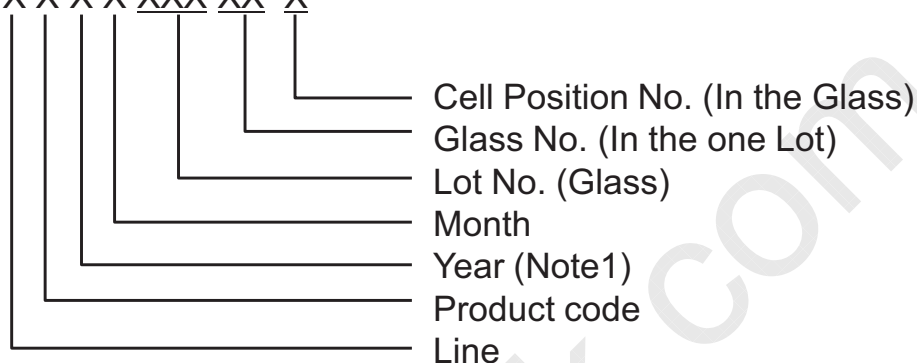 X X X X XXX XX X
Cell Position No. (In the Glass)
Glass No. (In the one Lot)
Lot No. (Glass)
Month
Year (Note1)
Product code
Line